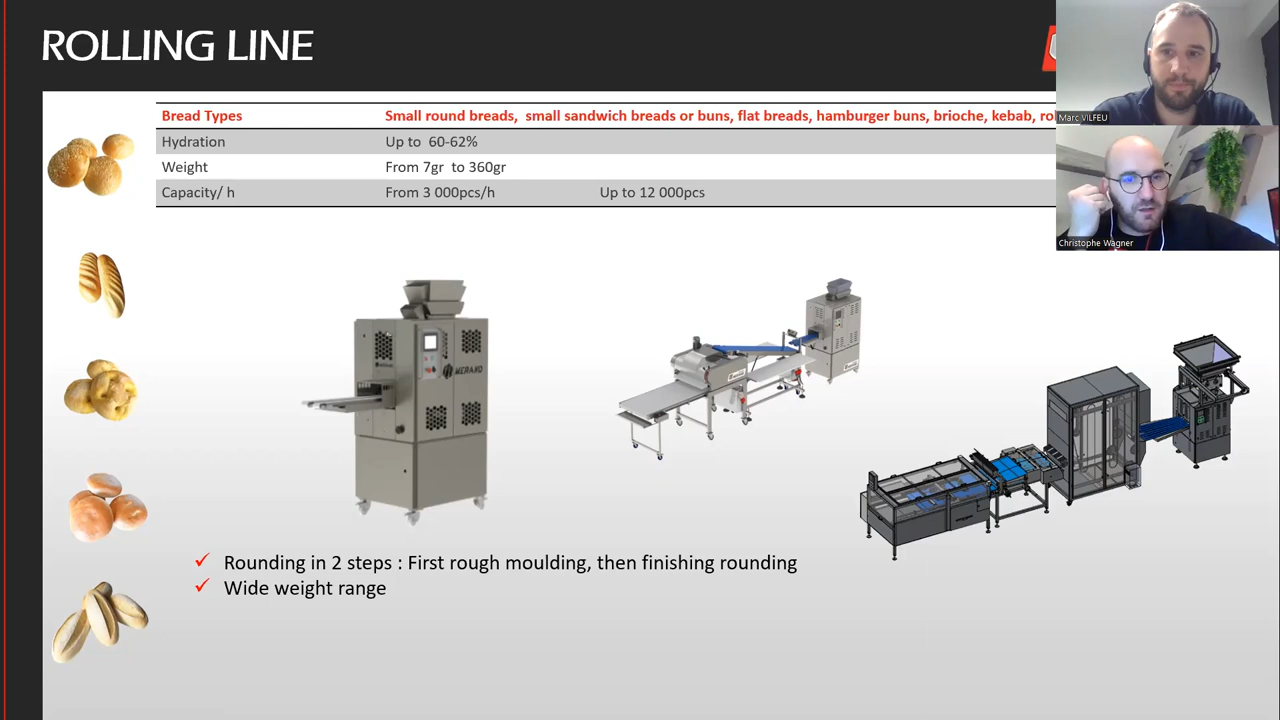 ROLLING LINE
Bread Types Small round breads, small sandwich breads or buns, flat breads, hamburger buns, brioche, kebab,
Hydration Up to 60-62%
Weight From 7gr to 360gr
Capacity/ h From 3 000pcs/h Up to 12 000pcs
Marc VILFEU
Christophe Wagner
MERAND
Rounding in 2 steps : First rough moulding, then finishing rounding
Wide weight range